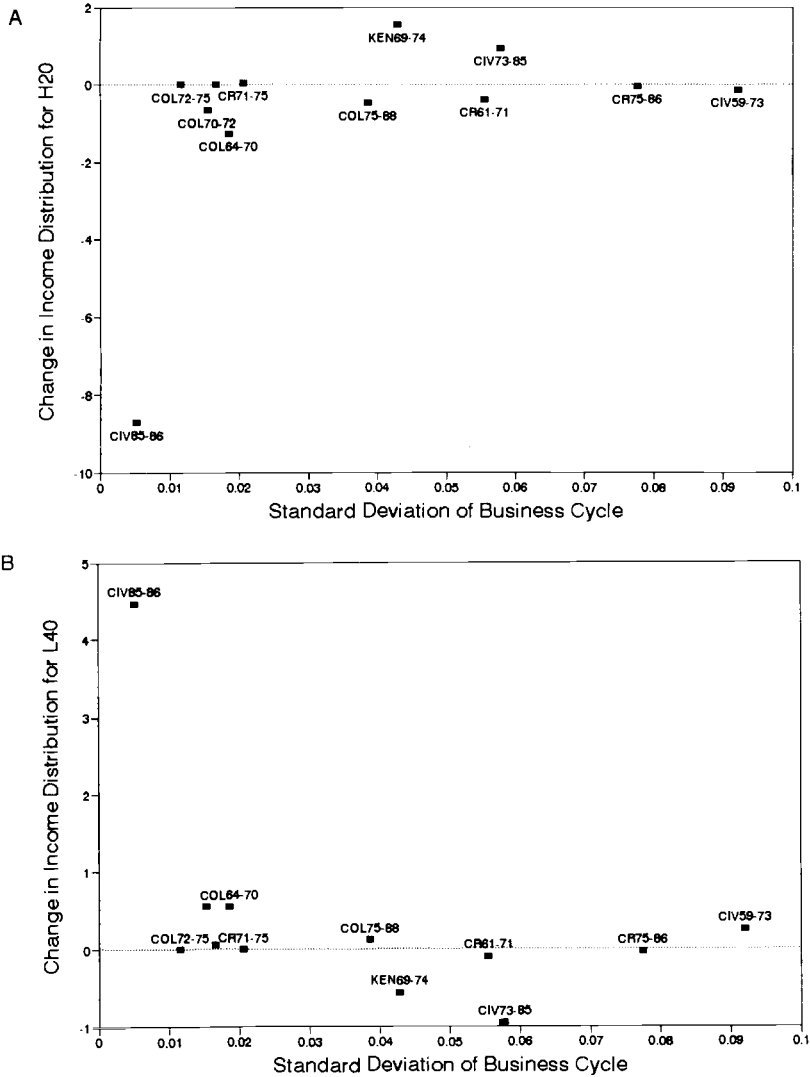 A
Change in Income Distribution for H20
2
0
-2
-4
-6
-8
-10
KEN69-74
CIV73-85
COL72-75
CR71-75
COL70-72
COL64-70
COL75-88
CR61-71
CR75-86
CIV59-73
CIV85-86
0 0.01 0.02 0.03 0.04 0.05 0.06 0.07 0.08 0.09 0.1
Standard Deviation of Business Cycle
B
Change in Income Distribution for L40
5
4
3
2
1
0
-1
CIV85-86
COL64-70
COL72-75
CR71-75
COL75-88
KEN69-74
CR61-71
CIV73-85
CR75-86
CIV59-73
0 0.01 0.02 0.03 0.04 0.05 0.06 0.07 0.08 0.09 0.1
Standard Deviation of Business Cycle